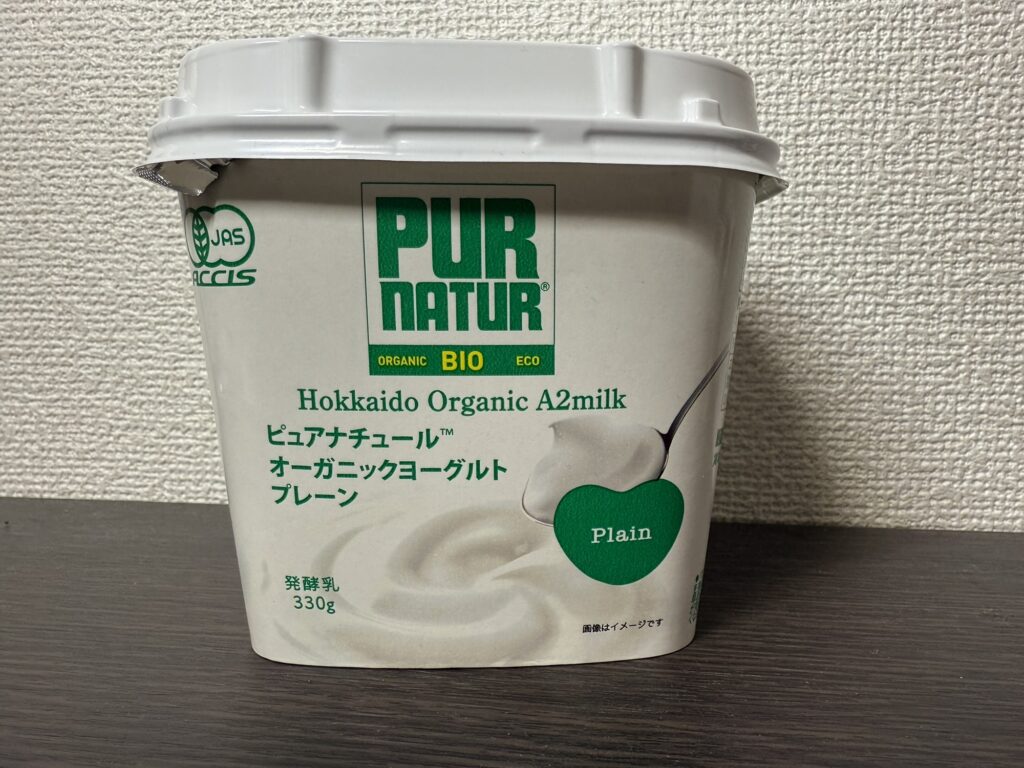 JAS
ACCIS
PUR
NATUR®
ORGANIC BIO ECO
Hokkaido Organic A2milk
ピュアナチュール™
オーガニックヨーグルト
プレーン
Plain
発酵乳
330g
画像はイメージです